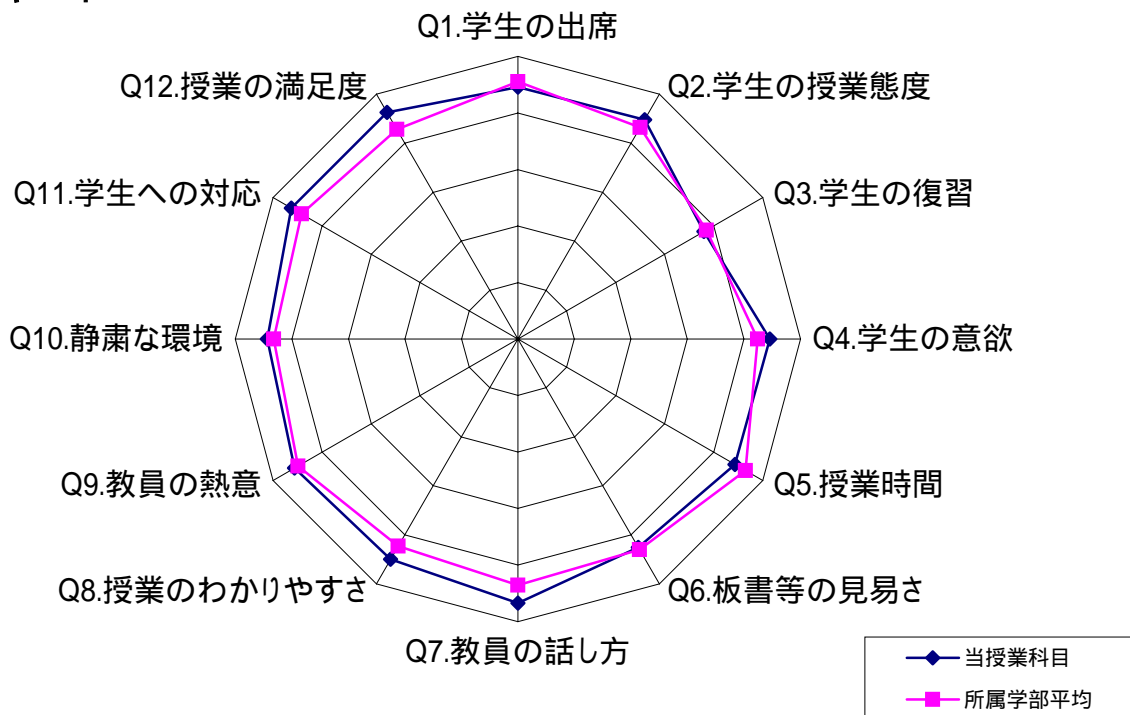 Q1.学生の出席
Q2.学生の授業態度
Q3.学生の復習
Q4.学生の意欲
Q5.授業時間
Q6.板書等の見易さ
Q7.教員の話し方
Q8.授業のわかりやすさ
Q9.教員の熱意
Q10.静粛な環境
Q11.学生への対応
Q12.授業の満足度
当授業科目
所属学部平均